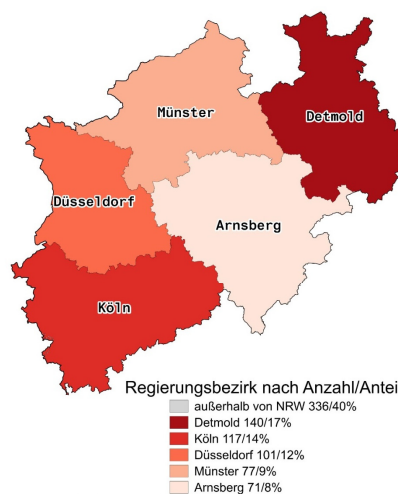 Münster
Detmold
Düsseldorf
Arnsberg
Köln
Regierungsbezirk nach Anzahl/Antei
außerhalb von NRW 336/40%
Detmold 140/17%
Köln 117/14%
Düsseldorf 101/12%
Münster 77/9%
Arnsberg 71/8%